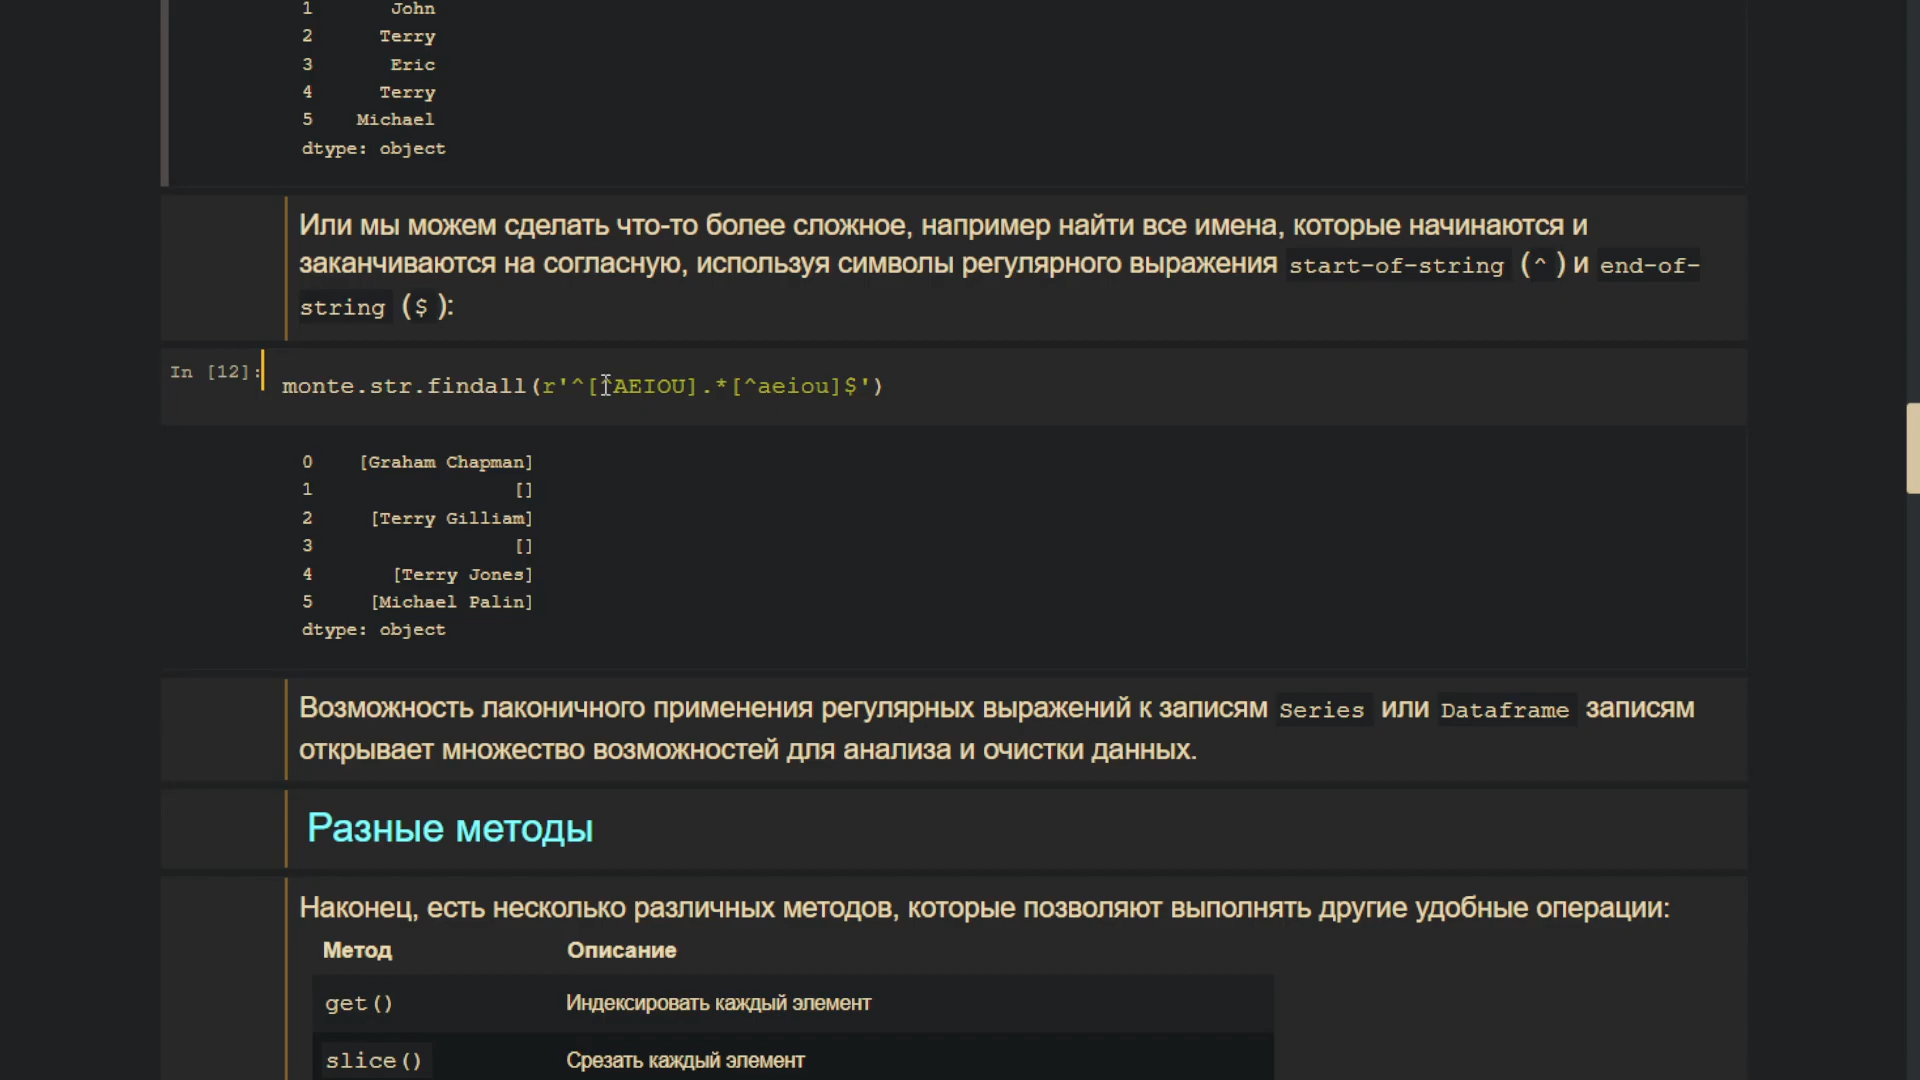 1 John
2 Terry
3 Eric
4 Terry
5 Michael
dtype: object
Или мы можем сделать что-то более сложное, например найти все имена, которые начинаются и
заканчиваются на согласную, используя символы регулярного выражения start-of-string (^ ) и end-of-
string ($ ):
In [12]: monte.str.findall(r'^[^AEIOU].*[^aeiou]$')
0 [Graham Chapman]
1 []
2 [Terry Gilliam]
3 []
4 [Terry Jones]
5 [Michael Palin]
dtype: object
Возможность лаконичного применения регулярных выражений к записям Series или Dataframe записям
открывает множество возможностей для анализа и очистки данных.
Разные методы
Наконец, есть несколько различных методов, которые позволяют выполнять другие удобные операции:
Метод Описание
get() Индексировать каждый элемент
slice() Срезать каждый элемент